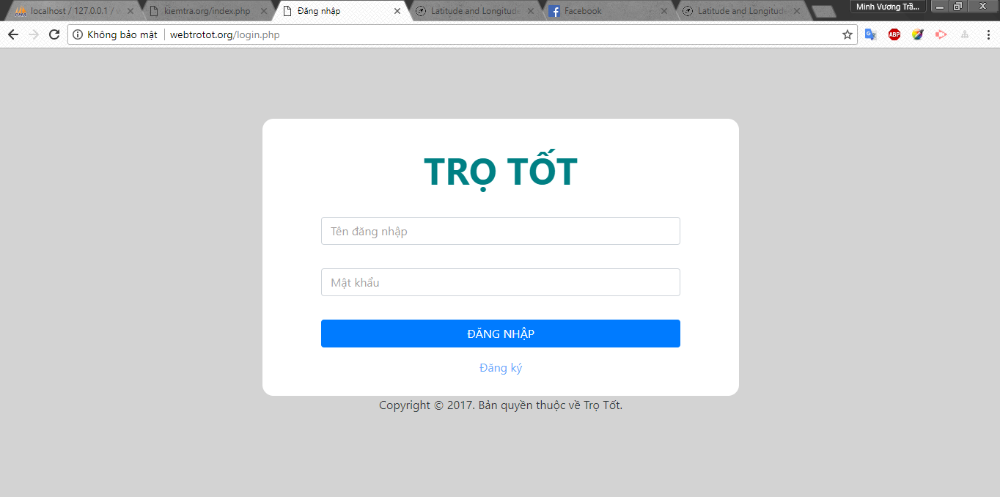 localhost / 127.0.0.1 /
kiemtra.org/index.php
Đăng nhập
Latitude and Longitude
Facebook
Latitude and Longitud
Minh Vương Trầ...
Không bảo mật
webtrotot.org/login.php
ABP
TRỌ TỐT
Tên đăng nhập
Mật khẩu
ĐĂNG NHẬP
Đăng ký
Copyright © 2017. Bản quyền thuộc về Trọ Tốt.